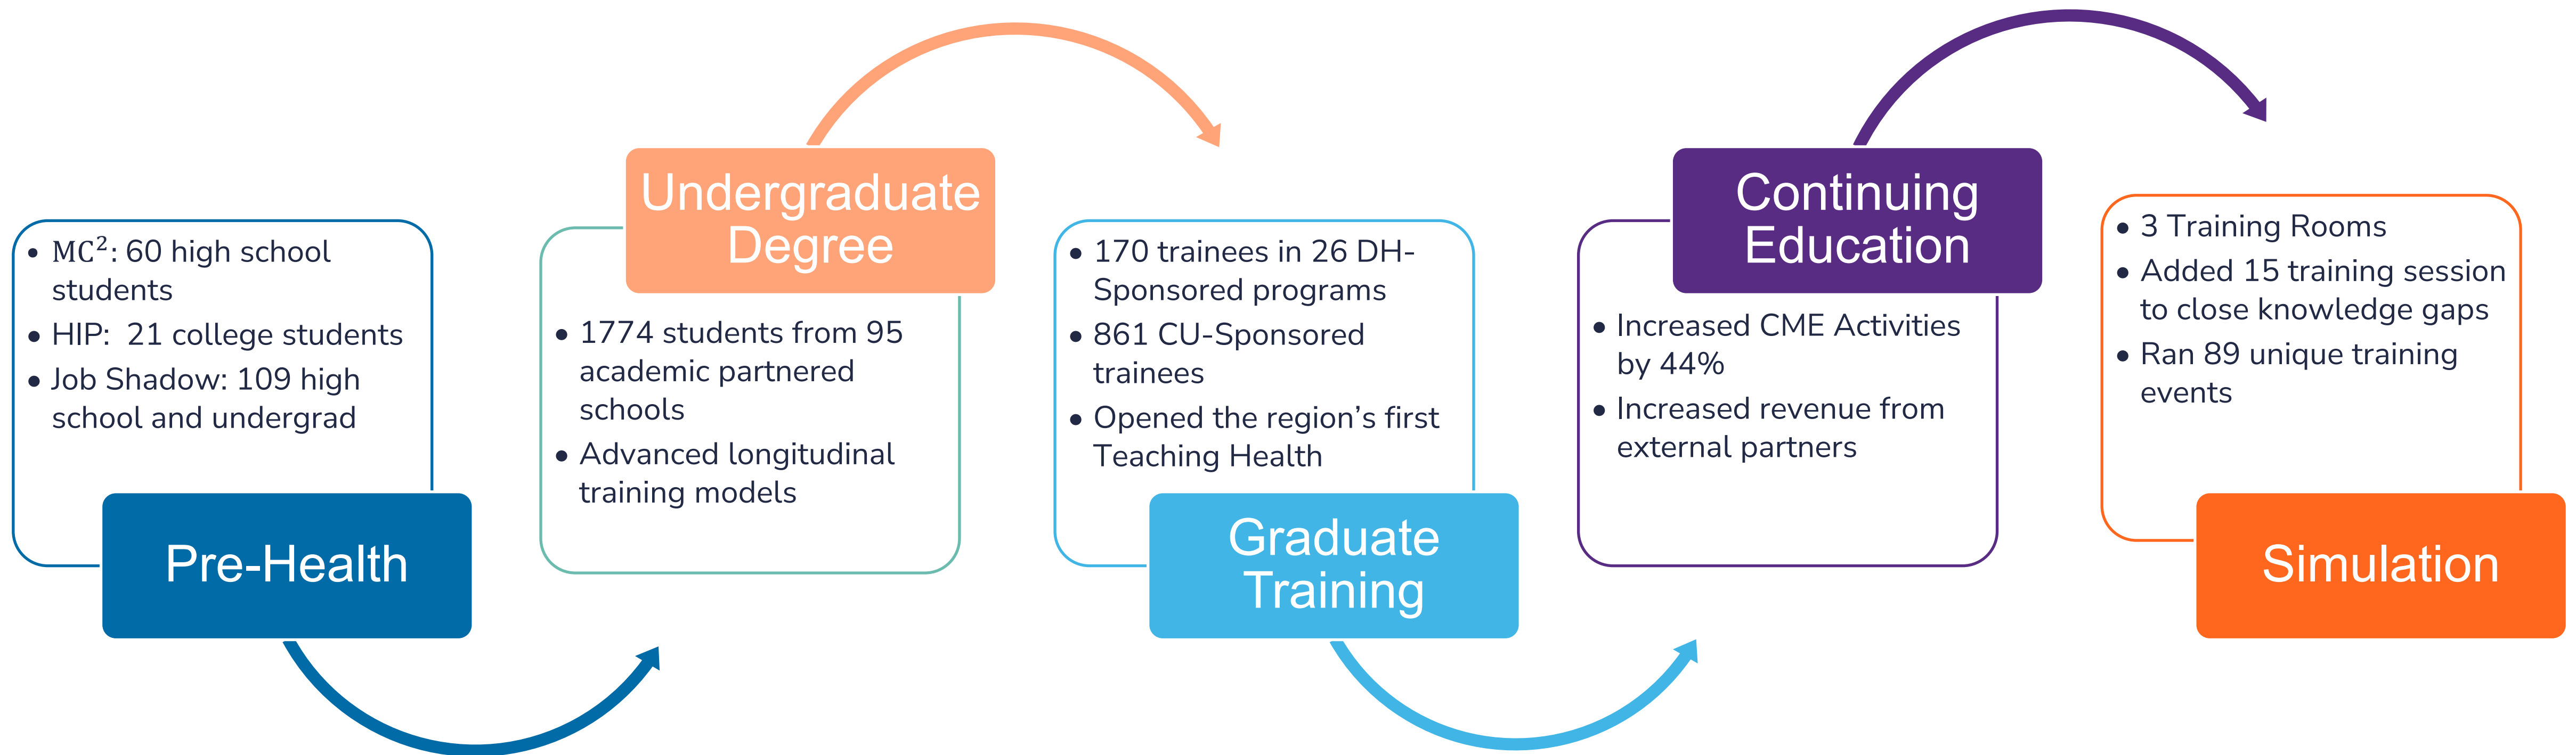 • MC²: 60 high school
students
• HIP:  21 college students
• Job Shadow: 109 high
school and undergrad
Pre-Health
Undergraduate
Degree
• 1774 students from 95
academic partnered
schools
• Advanced longitudinal
training models
• 170 trainees in 26 DH-
Sponsored programs
• 861 CU-Sponsored
trainees
• Opened the region’s first
Teaching Health
Graduate
Training
Continuing
Education
• Increased CME Activities
by 44%
• Increased revenue from
external partners
• 3 Training Rooms
• Added 15 training session
to close knowledge gaps
• Ran 89 unique training
events
Simulation